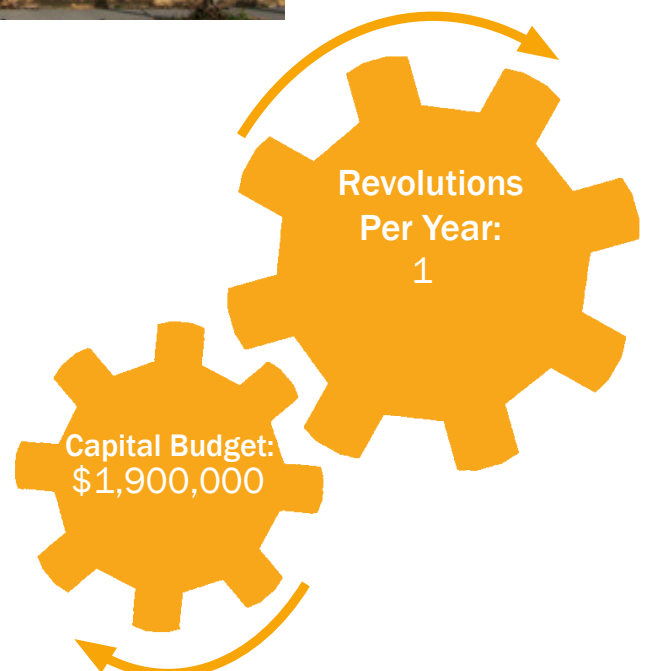 Revolutions
Per Year:
1
Capital Budget:
$1,900,000